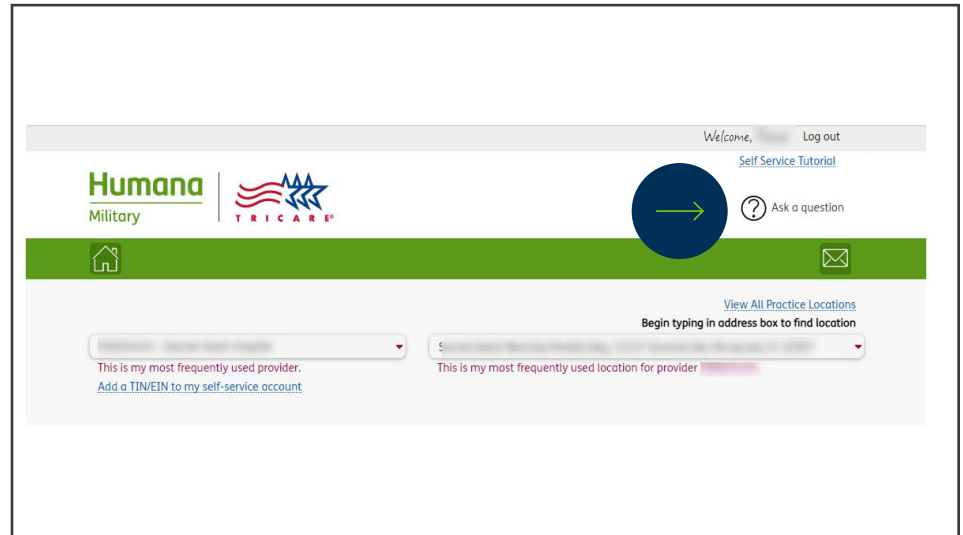 Welcome, Log out
Self Service Tutorial
Humana
Military
TRICARE®
? Ask a question
View All Practice Locations
Begin typing in address box to find location
This is my most frequently used provider.
This is my most frequently used location for provider
Add a TIN/EIN to my self-service account